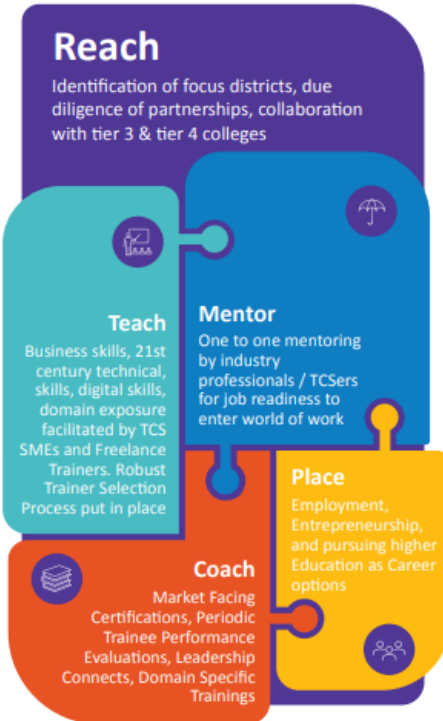 Reach
Identification of focus districts, due
diligence of partnerships, collaboration
with tier 3 & tier 4 colleges
Teach
Business skills, 21st
century technical,
skills, digital skills,
domain exposure
facilitated by TCS
SMEs and Freelance
Trainers. Robust
Trainer Selection
Process put in place
Mentor
One to one mentoring
by industry
professionals / TCSers
for job readiness to
enter world of work
Coach
Market Facing
Certifications, Periodic
Trainee Performance
Evaluations, Leadership
Connects, Domain Specific
Trainings
Place
Employment,
Entrepreneurship,
and pursuing higher
Education as Career
options